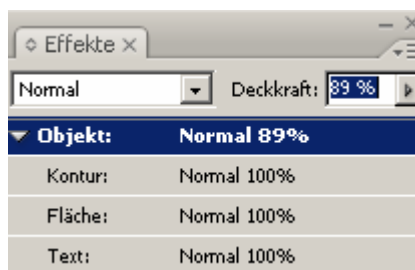 Effekte
Normal Deckkraft: 89 %
Objekt: Normal 89%
Kontur: Normal 100%
Fläche: Normal 100%
Text: Normal 100%